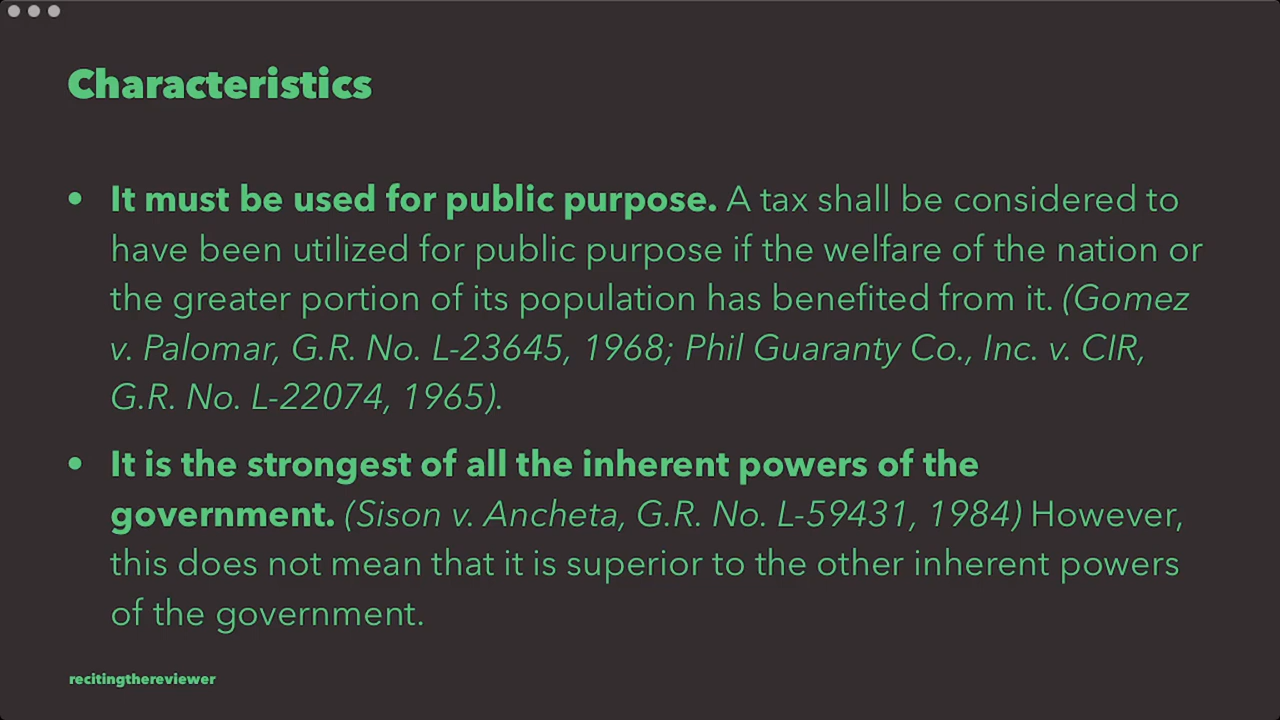 Characteristics
• It must be used for public purpose. A tax shall be considered to
have been utilized for public purpose if the welfare of the nation or
the greater portion of its population has benefited from it. (Gomez
v. Palomar, G.R. No. L-23645, 1968; Phil Guaranty Co., Inc. v. CIR,
G.R. No. L-22074, 1965).
• It is the strongest of all the inherent powers of the
government. (Sison v. Ancheta, G.R. No. L-59431, 1984) However,
this does not mean that it is superior to the other inherent powers
of the government.
recitingthereviewer